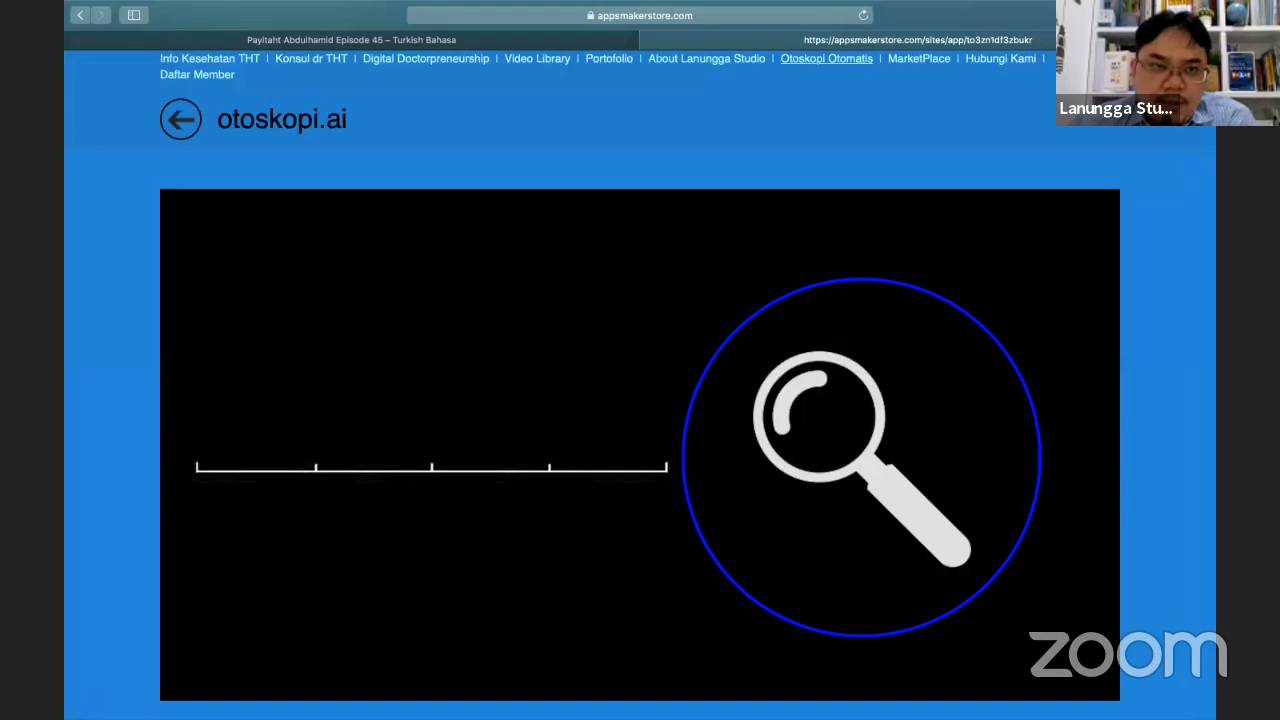 appsmakerstore.com
Payitaht Abdulhamid Episode 45 – Turkish Bahasa
https://appsmakerstore.com/sites/app/to3zn1df3zbukr
Info Kesehatan THT | Konsul dr THT | Digital Doctorpreneurship | Video Library | Portofolio | About Lanungga Studio | Otoskopi Otomatis | MarketPlace | Hubungi Kami |
Daftar Member
Lanungga Stu...
otoskopi.ai
zoom